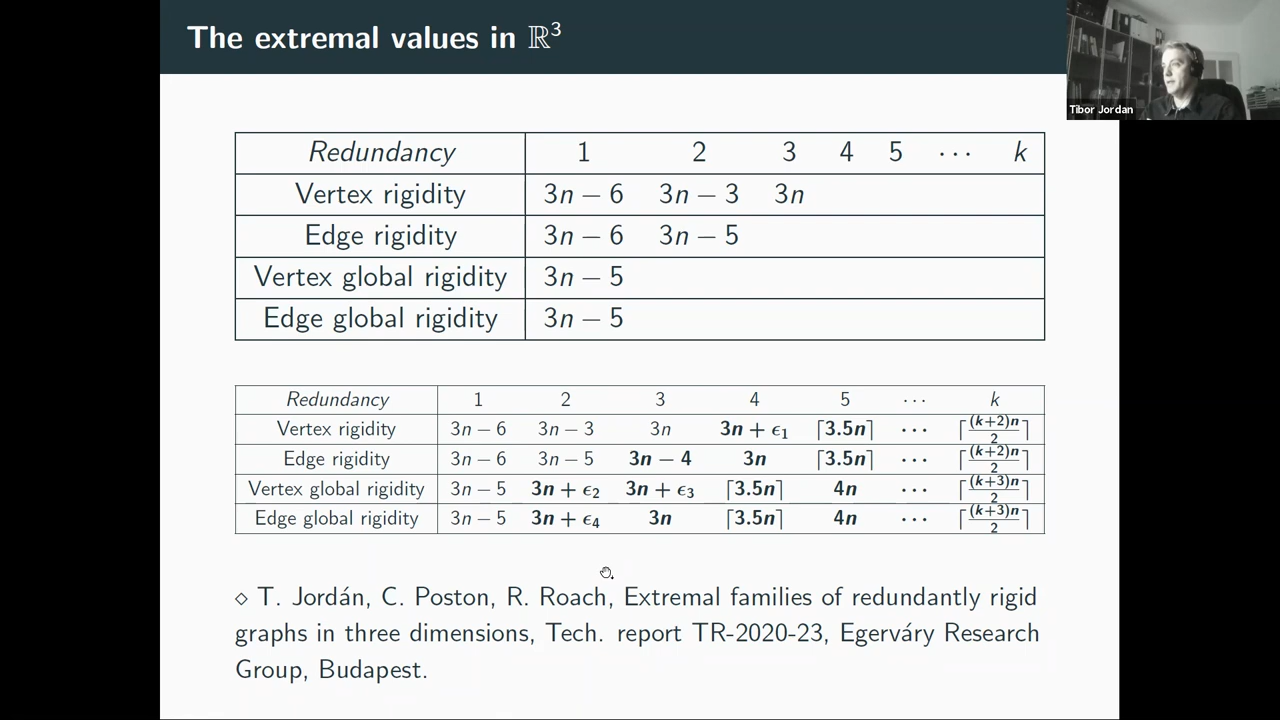 The extremal values in ℝ³
Tibor Jordan
Redundancy 1 2 3 4 5 ⋯ k
Vertex rigidity 3n − 6 3n − 3 3n
Edge rigidity 3n − 6 3n − 5
Vertex global rigidity 3n − 5
Edge global rigidity 3n − 5
Redundancy 1 2 3 4 5 ⋯ k
Vertex rigidity 3n − 6 3n − 3 3n 3n + ϵ₁ ⌈3.5n⌉ ⋯ ⌈(k+2)n/2⌉
Edge rigidity 3n − 6 3n − 5 3n − 4 3n ⌈3.5n⌉ ⋯ ⌈(k+2)n/2⌉
Vertex global rigidity 3n − 5 3n + ϵ₂ 3n + ϵ₃ ⌈3.5n⌉ 4n ⋯ ⌈(k+3)n/2⌉
Edge global rigidity 3n − 5 3n + ϵ₄ 3n ⌈3.5n⌉ 4n ⋯ ⌈(k+3)n/2⌉
◇ T. Jordán, C. Poston, R. Roach, Extremal families of redundantly rigid
graphs in three dimensions, Tech. report TR-2020-23, Egerváry Research
Group, Budapest.